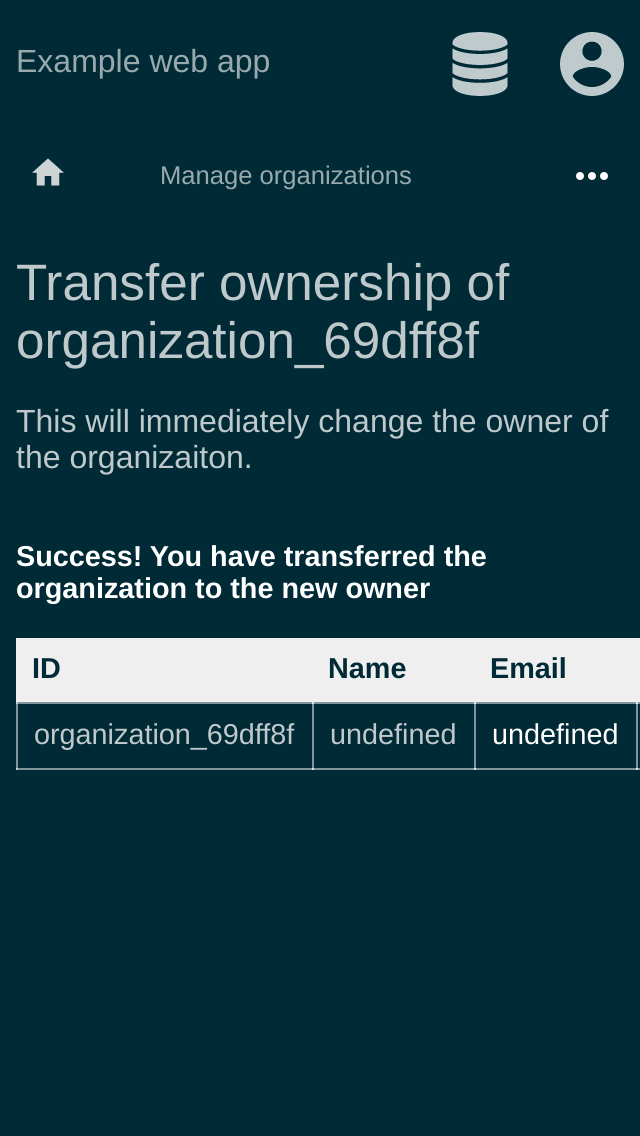 Example web app
Manage organizations
Transfer ownership of
organization_69dff8f
This will immediately change the owner of
the organizaiton.
Success! You have transferred the
organization to the new owner
ID Name Email
organization_69dff8f undefined undefined